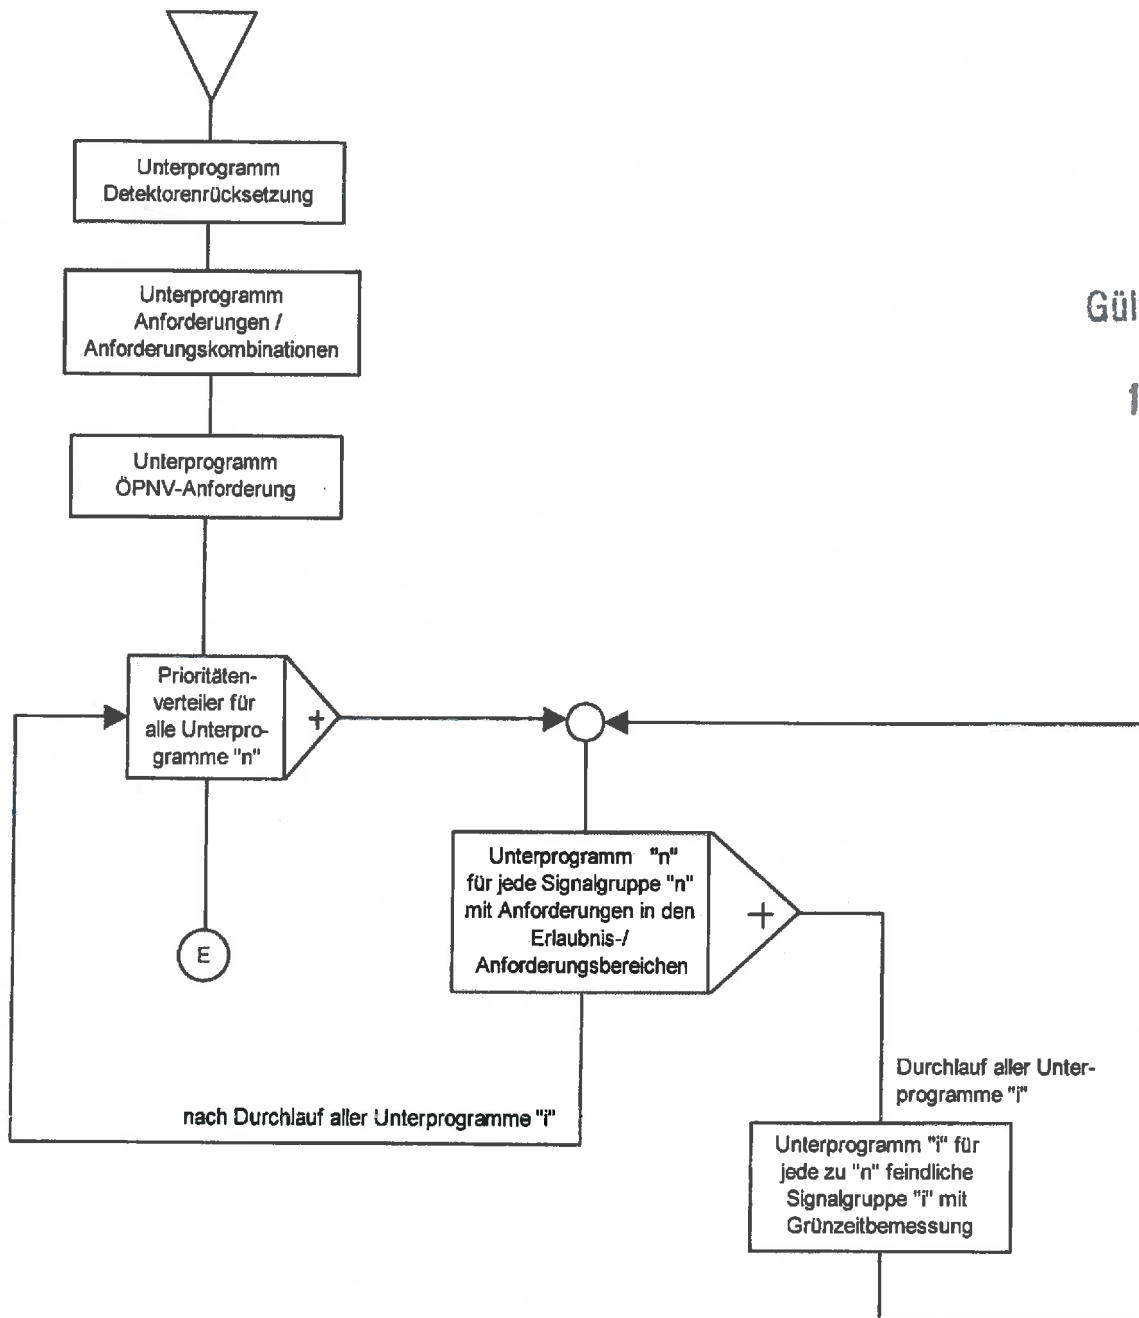 Unterprogramm
Detektorenrücksetzung
Unterprogramm
Anforderungen /
Anforderungskombinationen
Unterprogramm
ÖPNV-Anforderung
Prioritäten-
verteiler für
alle Unterpro-
gramme "n"
+
E
Unterprogramm "n"
für jede Signalgruppe "n"
mit Anforderungen in den
Erlaubnis-/
Anforderungsbereichen
+
nach Durchlauf aller Unterprogramme "i"
Durchlauf aller Unter-
programme "i"
Unterprogramm "i" für
jede zu "n" feindliche
Signalgruppe "i" mit
Grünzeitbemessung